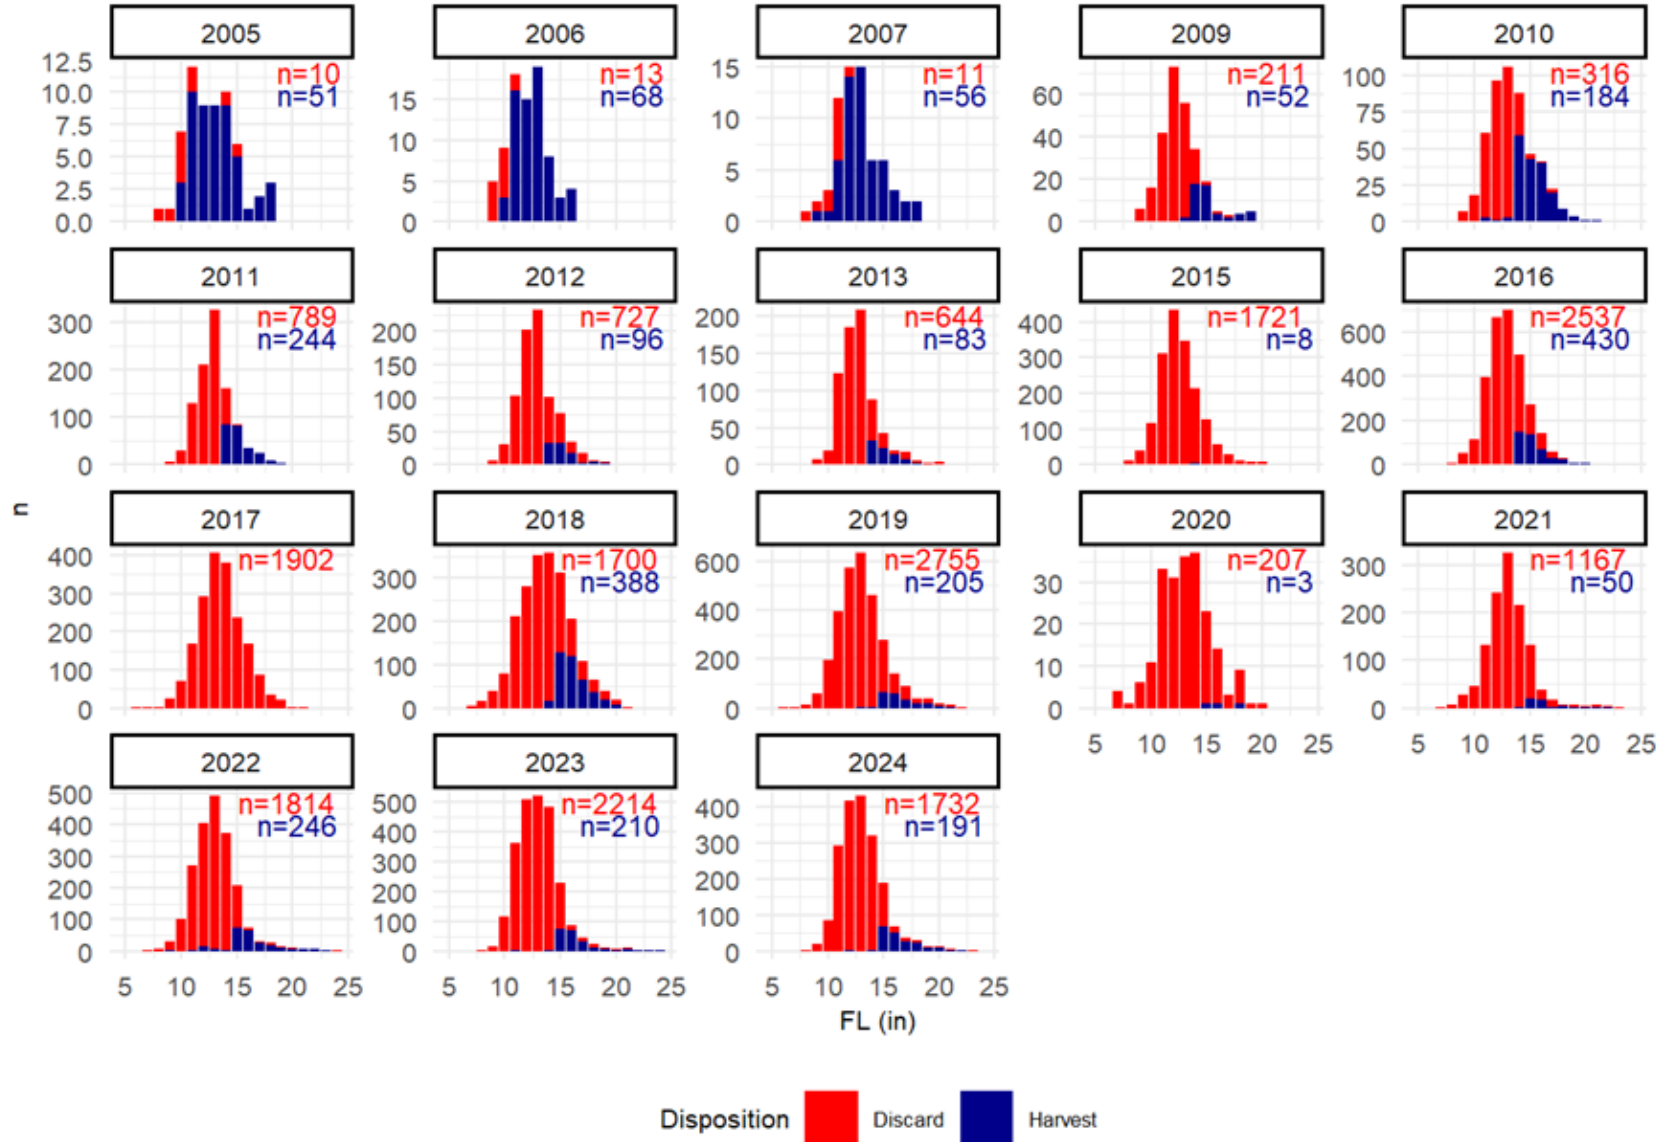 2005 2006 2007 2009 2010
12.5 10.0 7.5 5.0 2.5 0.0
n=10
n=51
15 10 5 0
n=13
n=68
15 10 5 0
n=11
n=56
60 40 20 0
n=211
n=52
100 75 50 25 0
n=316
n=184
2011 2012 2013 2015 2016
300 200 100 0
n=789
n=244
200 150 100 50 0
n=727
n=96
200 150 100 50 0
n=644
n=83
400 300 200 100 0
n=1721
n=8
600 400 200 0
n=2537
n=430
n
2017 2018 2019 2020 2021
400 300 200 100 0
n=1902
300 200 100 0
n=1700
n=388
600 400 200 0
n=2755
n=205
30 20 10 0
n=207
n=3
300 200 100 0
n=1167
n=50
5 10 15 20 25 5 10 15 20 25
2022 2023 2024
500 400 300 200 100 0
n=1814
n=246
500 400 300 200 100 0
n=2214
n=210
400 300 200 100 0
n=1732
n=191
5 10 15 20 25 5 10 15 20 25 5 10 15 20 25
FL (in)
Disposition Discard Harvest